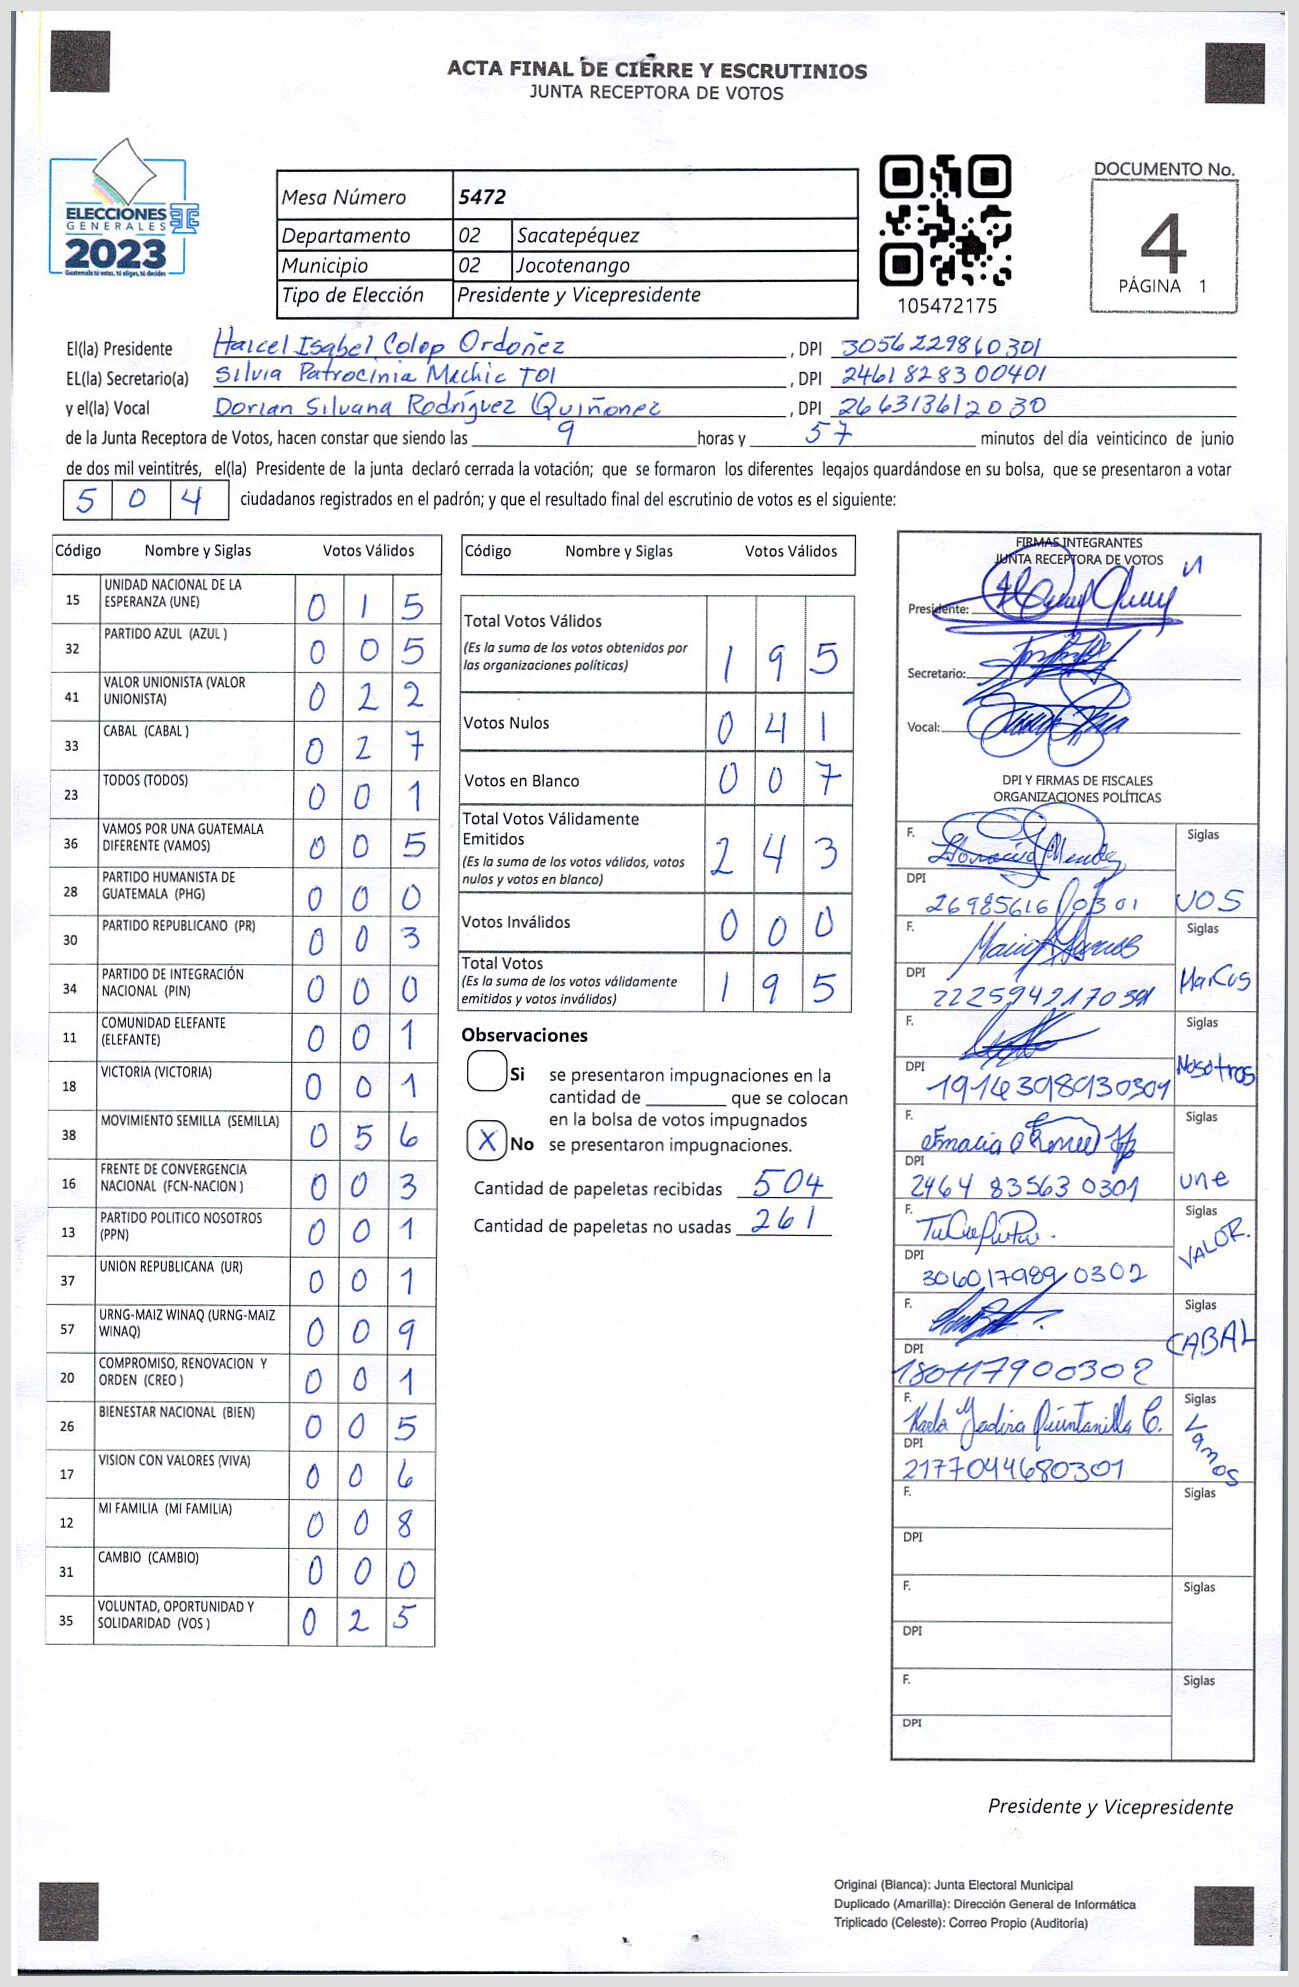 ACTA FINAL DE CIERRE Y ESCRUTINIOS
JUNTA RECEPTORA DE VOTOS
ELECCIONES
GENERALES
2023
Guatemala tú votas, tú eliges, tú decides
Mesa Número 5472
Departamento 02 Sacatepéquez
Municipio 02 Jocotenango
Tipo de Elección Presidente y Vicepresidente
105472175
DOCUMENTO No.
4
PÁGINA 1
El(la) Presidente Haicel Isabel Colop Ordoñez, DPI 3056229860301
EL(la) Secretario(a) Silvia Patrocinia Machic TOI, DPI 2461828300401
y el(la) Vocal Dorian Silvana Rodríguez Quiñonez, DPI 266313612030
de la Junta Receptora de Votos, hacen constar que siendo las 9 horas y 57 minutos del día veinticinco de junio
de dos mil veintitrés, el(la) Presidente de la junta declaró cerrada la votación; que se formaron los diferentes legajos guardándose en su bolsa, que se presentaron a votar
5 0 4 ciudadanos registrados en el padrón; y que el resultado final del escrutinio de votos es el siguiente:
Código Nombre y Siglas Votos Válidos
15 UNIDAD NACIONAL DE LA ESPERANZA (UNE) 0 1 5
32 PARTIDO AZUL (AZUL ) 0 0 5
41 VALOR UNIONISTA (VALOR UNIONISTA) 0 2 2
33 CABAL (CABAL ) 0 2 7
23 TODOS (TODOS) 0 0 1
36 VAMOS POR UNA GUATEMALA DIFERENTE (VAMOS) 0 0 5
28 PARTIDO HUMANISTA DE GUATEMALA (PHG) 0 0 0
30 PARTIDO REPUBLICANO (PR) 0 0 3
34 PARTIDO DE INTEGRACIÓN NACIONAL (PIN) 0 0 0
11 COMUNIDAD ELEFANTE (ELEFANTE) 0 0 1
18 VICTORIA (VICTORIA) 0 0 1
38 MOVIMIENTO SEMILLA (SEMILLA) 0 5 6
16 FRENTE DE CONVERGENCIA NACIONAL (FCN-NACION ) 0 0 3
13 PARTIDO POLITICO NOSOTROS (PPN) 0 0 1
37 UNION REPUBLICANA (UR) 0 0 1
57 URNG-MAIZ WINAQ (URNG-MAIZ WINAQ) 0 0 9
20 COMPROMISO, RENOVACION Y ORDEN (CREO ) 0 0 1
26 BIENESTAR NACIONAL (BIEN) 0 0 5
17 VISION CON VALORES (VIVA) 0 0 6
12 MI FAMILIA (MI FAMILIA) 0 0 8
31 CAMBIO (CAMBIO) 0 0 0
35 VOLUNTAD, OPORTUNIDAD Y SOLIDARIDAD (VOS ) 0 2 5
Código Nombre y Siglas Votos Válidos
Total Votos Válidos
(Es la suma de los votos obtenidos por
las organizaciones políticas) 1 9 5
Votos Nulos 0 4 1
Votos en Blanco 0 0 7
Total Votos Válidamente
Emitidos
(Es la suma de los votos válidos, votos
nulos y votos en blanco) 2 4 3
Votos Inválidos 0 0 0
Total Votos
(Es la suma de los votos válidamente
emitidos y votos inválidos) 1 9 5
Observaciones
Si se presentaron impugnaciones en la
cantidad de ________ que se colocan
en la bolsa de votos impugnados
X No se presentaron impugnaciones.
Cantidad de papeletas recibidas 504
Cantidad de papeletas no usadas 261
FIRMAS INTEGRANTES
JUNTA RECEPTORA DE VOTOS
Presidente:
Secretario:
Vocal:
DPI Y FIRMAS DE FISCALES
ORGANIZACIONES POLÍTICAS
F. Siglas
DPI VOS
F. Siglas
DPI Marcos
F. Siglas
DPI 1914398930301 Nosotros
F. Siglas
DPI 2464 83563 0301 une
F. Siglas
DPI 3060179890302 VALOR.
F. Siglas
DPI 180117900302 CABAL
F. Karla Yadira Quintanilla C. Siglas
DPI 2177044680301 Vamos
F. Siglas
DPI
F. Siglas
DPI
F. Siglas
DPI
Presidente y Vicepresidente
Original (Blanca): Junta Electoral Municipal
Duplicado (Amarilla): Dirección General de Informática
Triplicado (Celeste): Correo Propio (Auditoría)